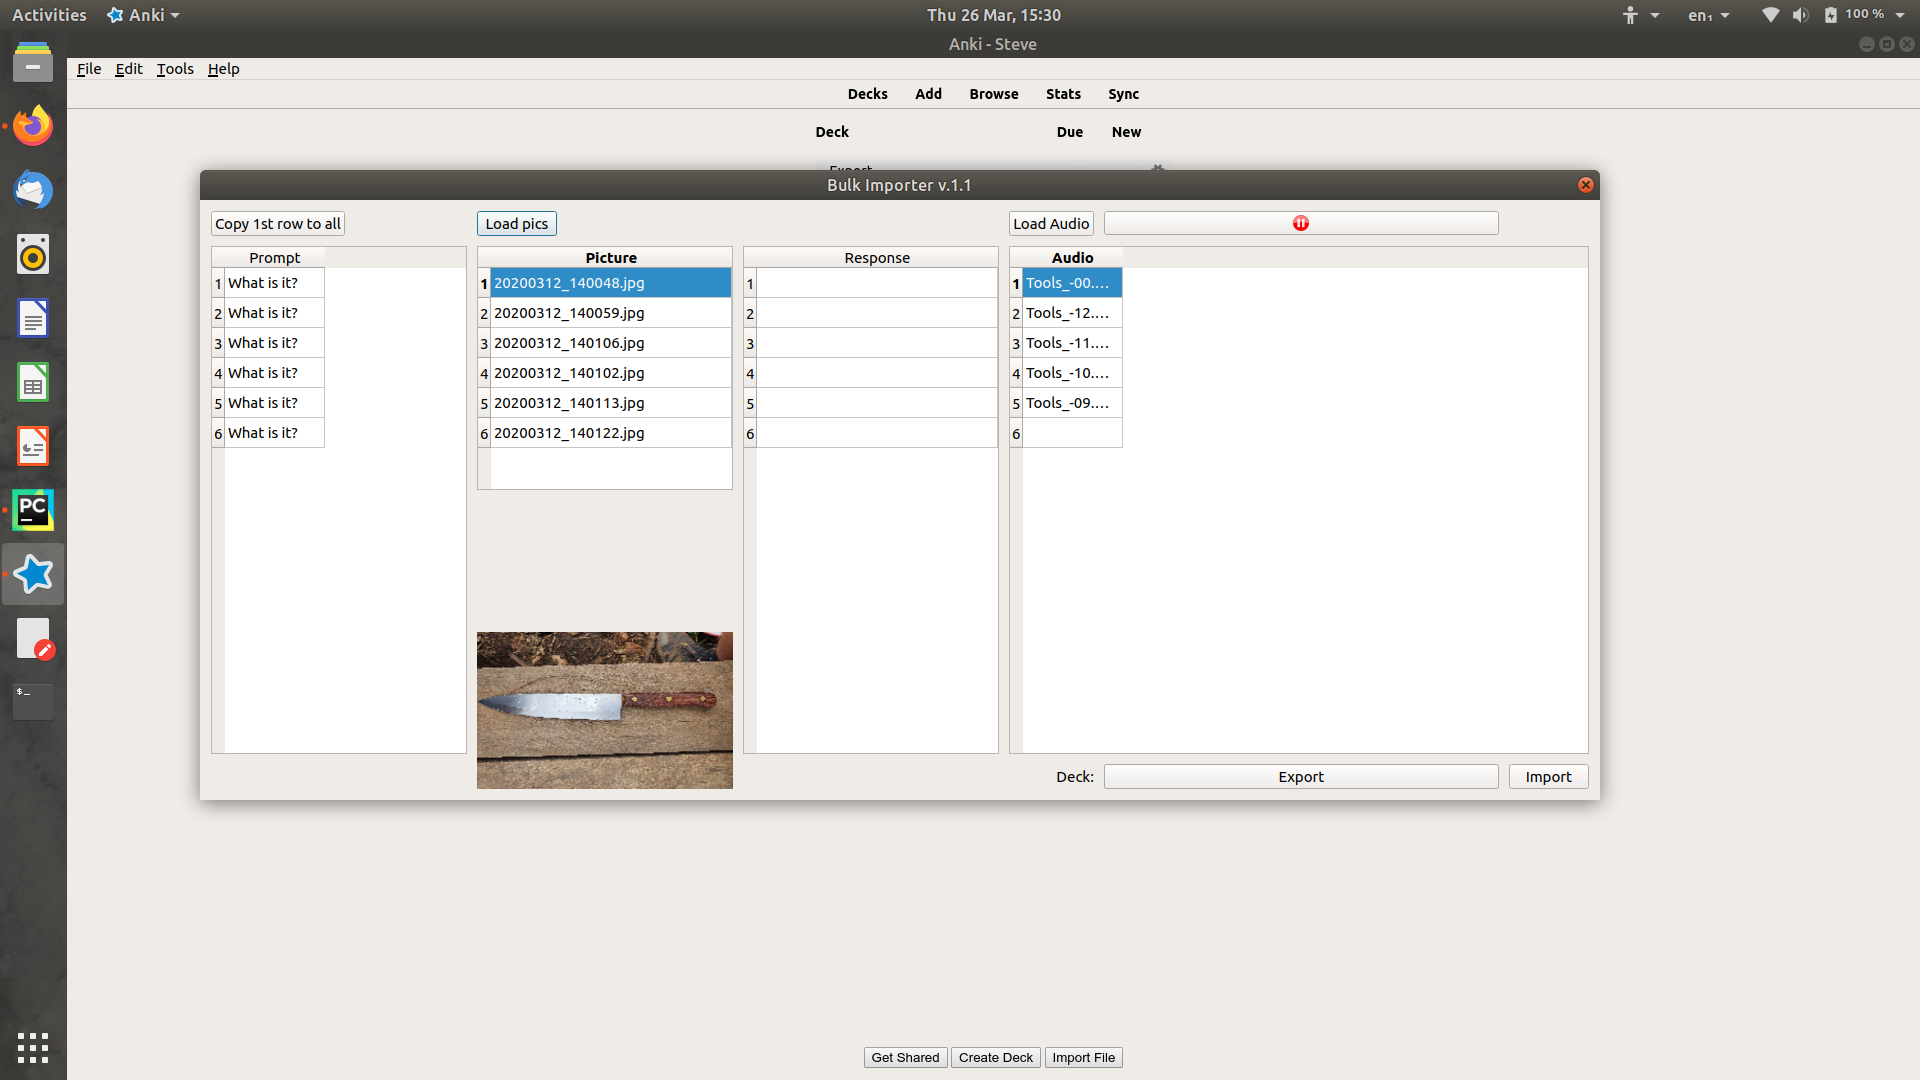 Activities Anki Thu 26 Mar, 15:30 en₁ 100 %
Anki - Steve
File Edit Tools Help
Decks Add Browse Stats Sync
Deck Due New
Export
Bulk Importer v.1.1
Copy 1st row to all Load pics Load Audio
Prompt Picture Response Audio
1 What is it? 1 20200312_140048.jpg 1 1 Tools_-00....
2 What is it? 2 20200312_140059.jpg 2 2 Tools_-12....
3 What is it? 3 20200312_140106.jpg 3 3 Tools_-11....
4 What is it? 4 20200312_140102.jpg 4 4 Tools_-10....
5 What is it? 5 20200312_140113.jpg 5 5 Tools_-09....
6 What is it? 6 20200312_140122.jpg 6 6
PC
$_
Deck: Export Import
Get Shared Create Deck Import File